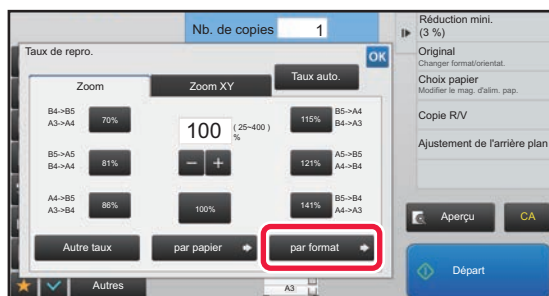 Nb. de copies 1
Réduction mini.
(3 %)
Original
Changer format/orientat.
Choix papier
Modifier le mag. d'alim. pap.
Copie R/V
Ajustement de l'arrière plan
Taux de repro.
OK
Zoom
Zoom XY
Taux auto.
B4->B5
A3->A4
70%
100
(25~400)
%
115%
B5->A4
B4->A3
B5->A5
B4->A4
81%
121%
A5->B5
A4->B4
A4->B5
A3->B4
86%
100%
141%
B5->B4
A4->A3
Autre taux
par papier
par format
Aperçu
CA
Départ
Autres
A3